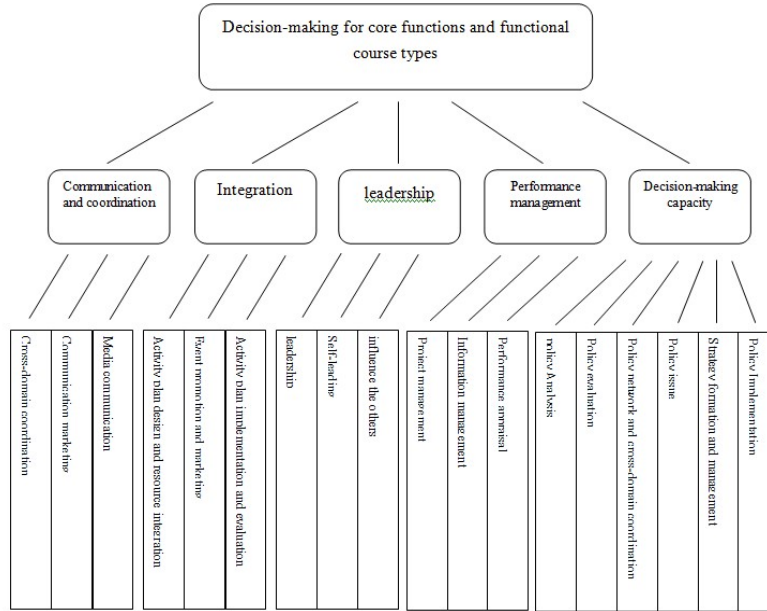 Decision-making for core functions and functional
course types
Communication
and coordination
Integration
leadership
Performance
management
Decision-making
capacity
Cross-domain coordination
Communication marketing
Media communication
Activity plan design and resource integration
Event promotion and marketing
Activity plan implementation and evaluation
leadership
Self-leading
influence the others
Project management
Information management
Performance appraisal
policy Analysis
Policy evaluation
Policy network and cross-domain coordination
Policy issue
Strategy formation and management
Policy Implementation